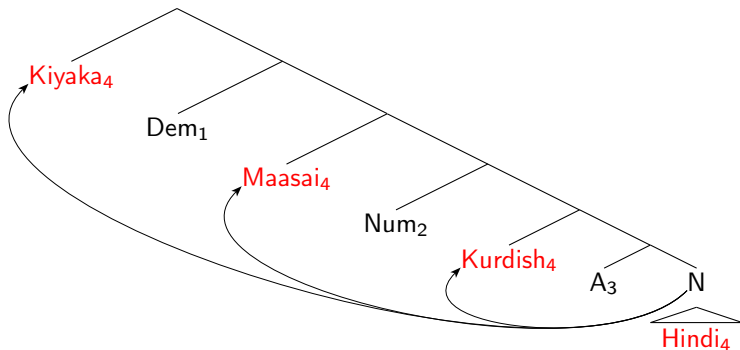 Kiyaka₄
Dem₁
Maasai₄
Num₂
Kurdish₄
A₃ N
Hindi₄